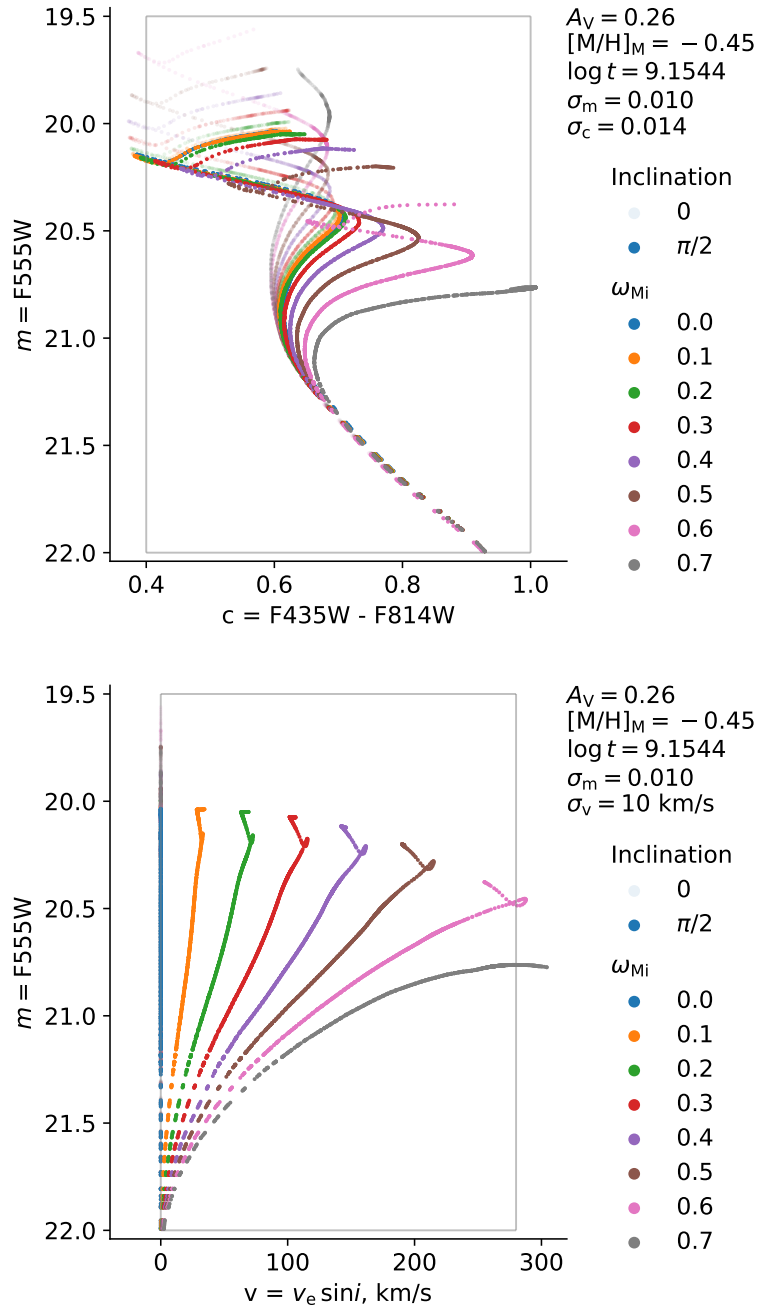 19.5
20.0
20.5
21.0
21.5
22.0
m = F555W
0.4 0.6 0.8 1.0
c = F435W - F814W
A_V = 0.26
[M/H]_M = −0.45
log t = 9.1544
σ_m = 0.010
σ_c = 0.014
Inclination
0
π/2
ω_Mi
0.0
0.1
0.2
0.3
0.4
0.5
0.6
0.7
19.5
20.0
20.5
21.0
21.5
22.0
m = F555W
0 100 200 300
v = v_e sin i, km/s
A_V = 0.26
[M/H]_M = −0.45
log t = 9.1544
σ_m = 0.010
σ_v = 10 km/s
Inclination
0
π/2
ω_Mi
0.0
0.1
0.2
0.3
0.4
0.5
0.6
0.7